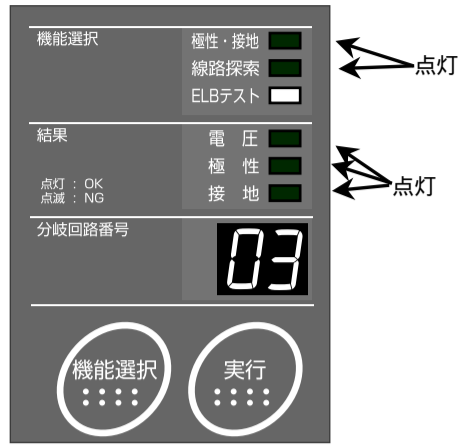 機能選択
極性・接地
線路探索
ELBテスト
点灯
結果
電 圧
極 性
接 地
点灯 : OK
点滅 : NG
点灯
分岐回路番号
03
機能選択
実行